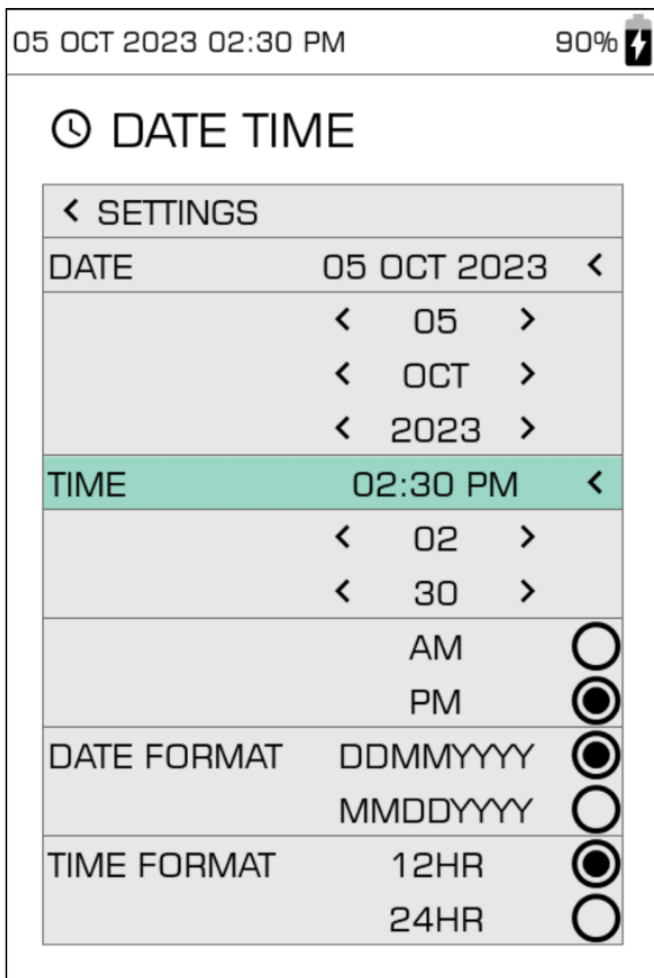 05 OCT 2023 02:30 PM 90%
DATE TIME
< SETTINGS
DATE 05 OCT 2023 <
< 05 >
< OCT >
< 2023 >
TIME 02:30 PM <
< 02 >
< 30 >
AM
PM
DATE FORMAT DDMMYYYY
MMDDYYYY
TIME FORMAT 12HR
24HR